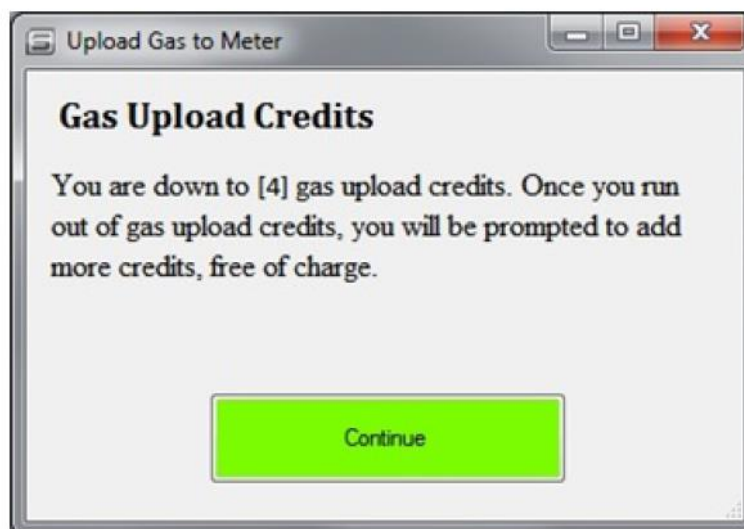 Upload Gas to Meter
Gas Upload Credits
You are down to [4] gas upload credits. Once you run
out of gas upload credits, you will be prompted to add
more credits, free of charge.
Continue